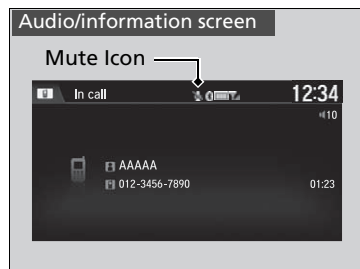 Audio/information screen
Mute Icon
In call 12:34
10
AAAAA
012-3456-7890 01:23